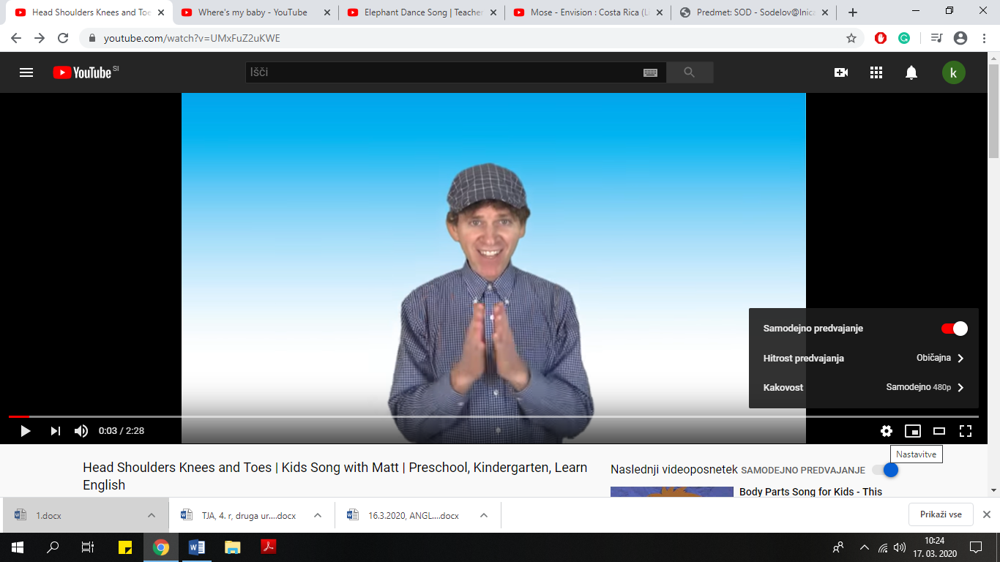 Head Shoulders Knees and Toe
Where's my baby - YouTube
Elephant Dance Song | Teacher
Mose - Envision : Costa Rica (Li
Predmet: SOD - Sodelov@lnica
youtube.com/watch?v=UMxFuZ2uKWE
YouTube SI
Išči
k
Samodejno predvajanje
Hitrost predvajanja Običajna
Kakovost Samodejno 480p
0:03 / 2:28
Nastavitve
Head Shoulders Knees and Toes | Kids Song with Matt | Preschool, Kindergarten, Learn
English
Naslednji videoposnetek SAMODEJNO PREDVAJANJE
Body Parts Song for Kids - This
1.docx
TJA, 4. r, druga ur....docx
16.3.2020, ANGL....docx
Prikaži vse
10:24
17. 03. 2020